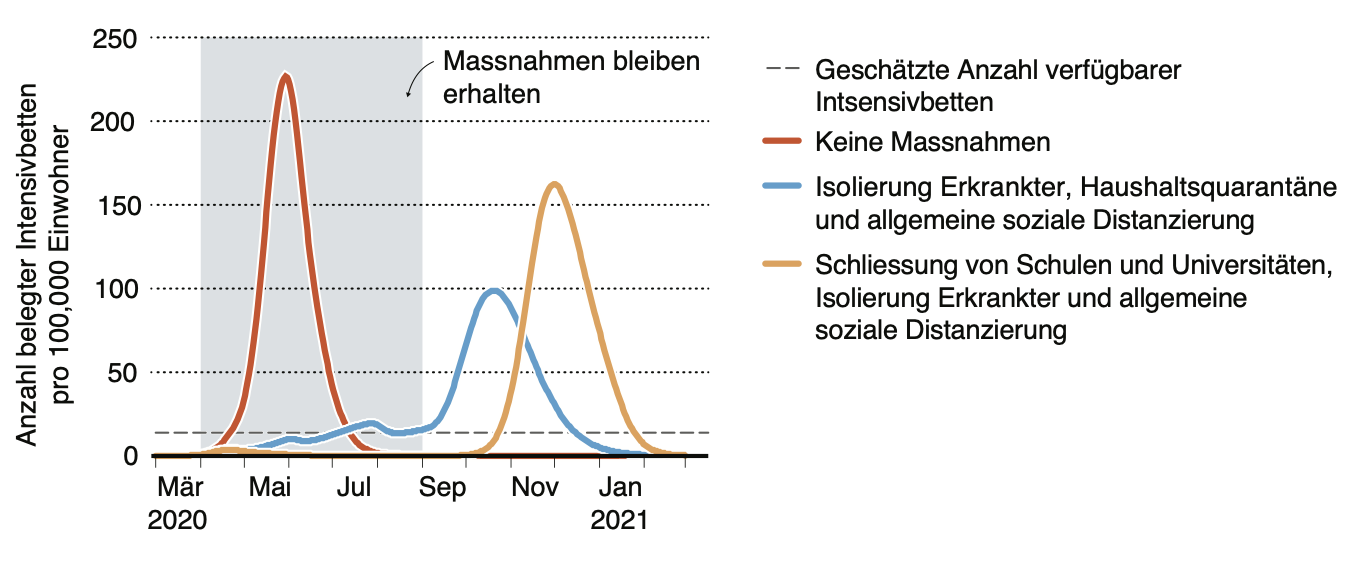 250
200
150
100
50
0
Anzahl belegter Intensivbetten
pro 100,000 Einwohner
Massnahmen bleiben
erhalten
Mär
Mai
Jul
Sep
Nov
Jan
2020
2021
Geschätzte Anzahl verfügbarer
Intsensivbetten
Keine Massnahmen
Isolierung Erkrankter, Haushaltsquarantäne
und allgemeine soziale Distanzierung
Schliessung von Schulen und Universitäten,
Isolierung Erkrankter und allgemeine
soziale Distanzierung